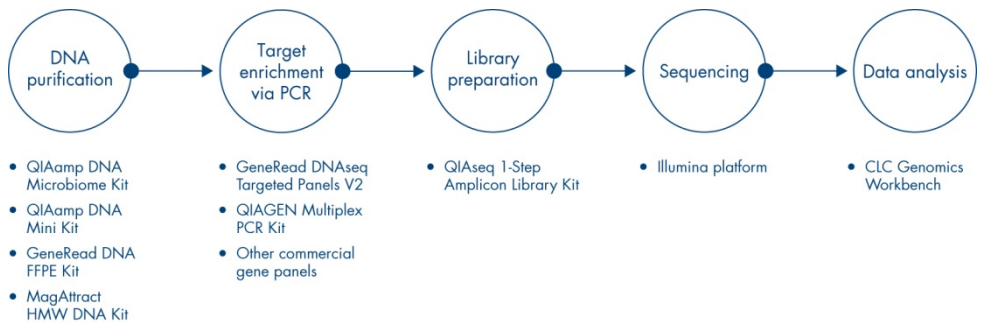 DNA
purification
Target
enrichment
via PCR
Library
preparation
Sequencing
Data analysis
• QIAamp DNA
Microbiome Kit
• QIAamp DNA
Mini Kit
• GeneRead DNA
FFPE Kit
• MagAttract
HMW DNA Kit
• GeneRead DNAseq
Targeted Panels V2
• QIAGEN Multiplex
PCR Kit
• Other commercial
gene panels
• QIAseq 1-Step
Amplicon Library Kit
• Illumina platform
• CLC Genomics
Workbench